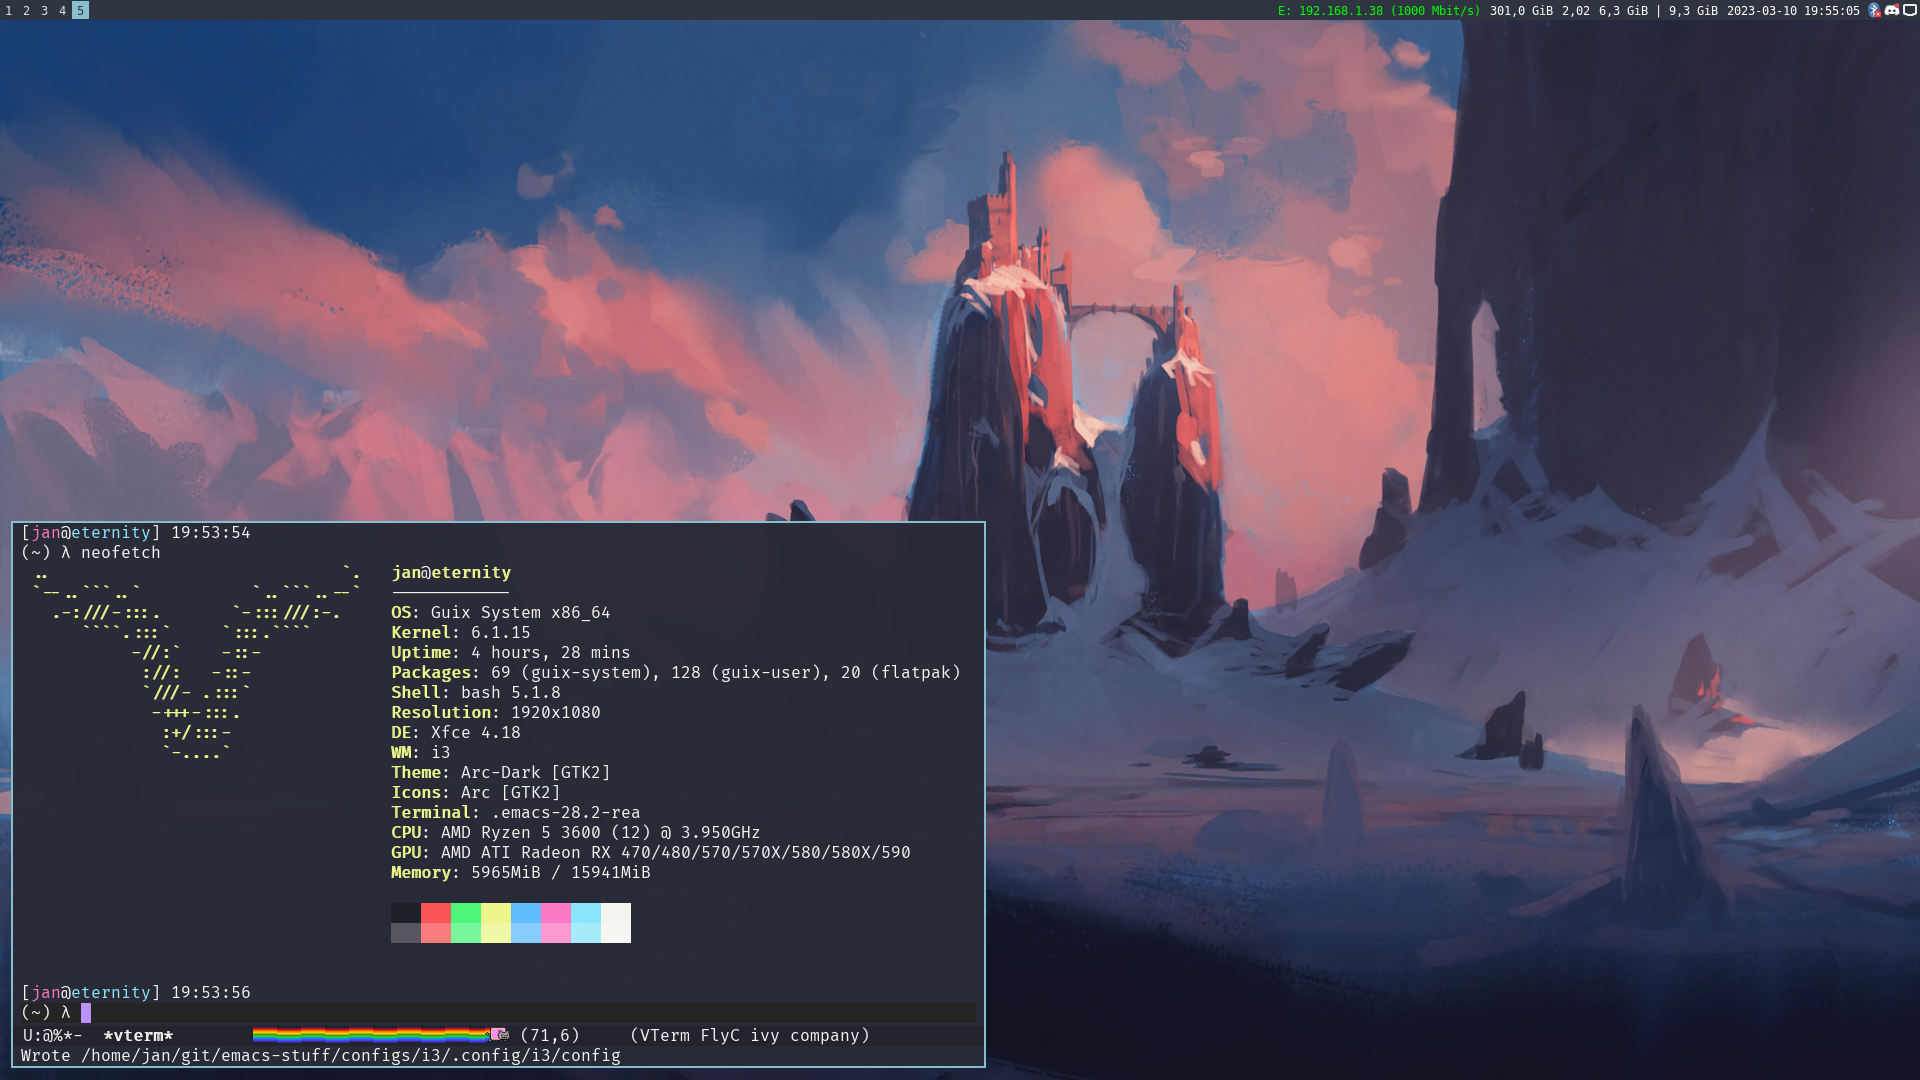 1 2 3 4 5
E: 192.168.1.38 (1000 Mbit/s) 301,0 GiB 2,02 6,3 GiB | 9,3 GiB 2023-03-10 19:55:05
[jan@eternity] 19:53:54
(~) λ neofetch
jan@eternity
OS: Guix System x86_64
Kernel: 6.1.15
Uptime: 4 hours, 28 mins
Packages: 69 (guix-system), 128 (guix-user), 20 (flatpak)
Shell: bash 5.1.8
Resolution: 1920x1080
DE: Xfce 4.18
WM: i3
Theme: Arc-Dark [GTK2]
Icons: Arc [GTK2]
Terminal: .emacs-28.2-rea
CPU: AMD Ryzen 5 3600 (12) @ 3.950GHz
GPU: AMD ATI Radeon RX 470/480/570/570X/580/580X/590
Memory: 5965MiB / 15941MiB
[jan@eternity] 19:53:56
(~) λ
U:@%*-  *vterm* (71,6) (VTerm FlyC ivy company)
Wrote /home/jan/git/emacs-stuff/configs/i3/.config/i3/config